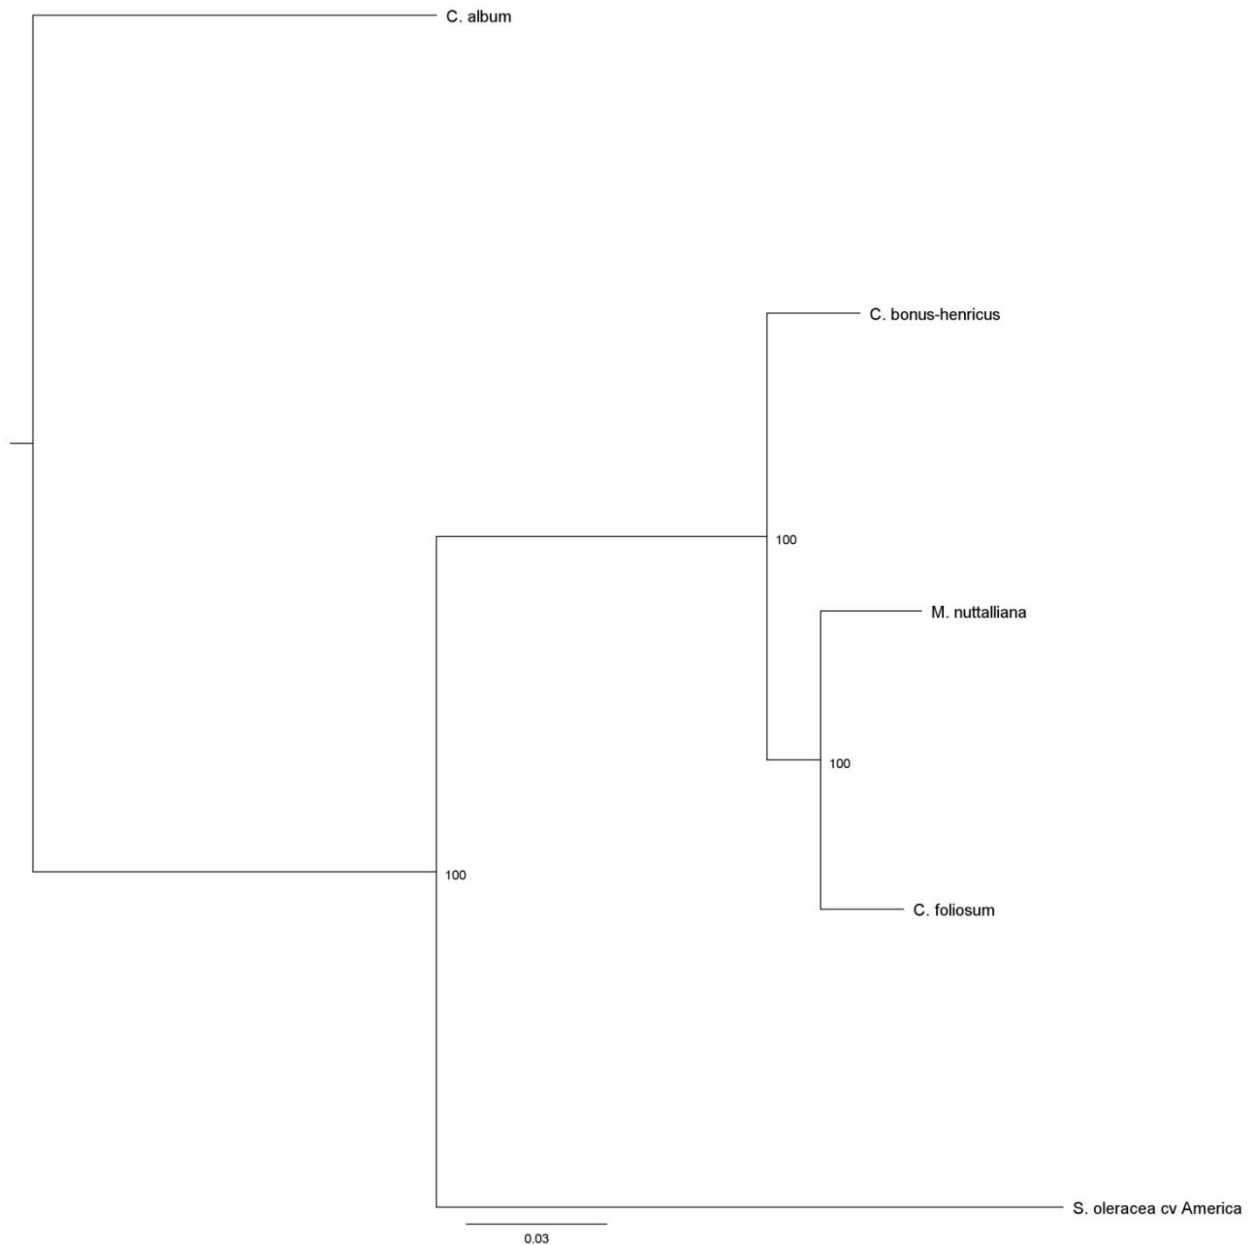 C. album
C. bonus-henricus
100
M. nuttalliana
100
100
C. foliosum
S. oleracea cv America
0.03